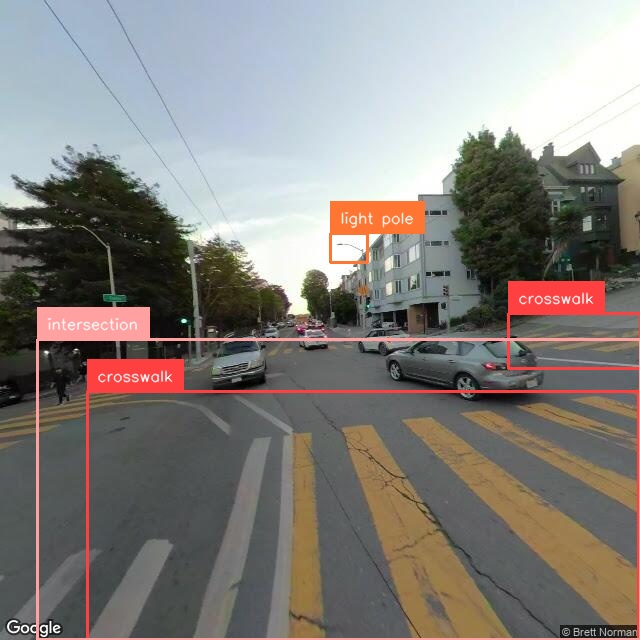 light pole
crosswalk
intersection
crosswalk
Google
© Brett Norman